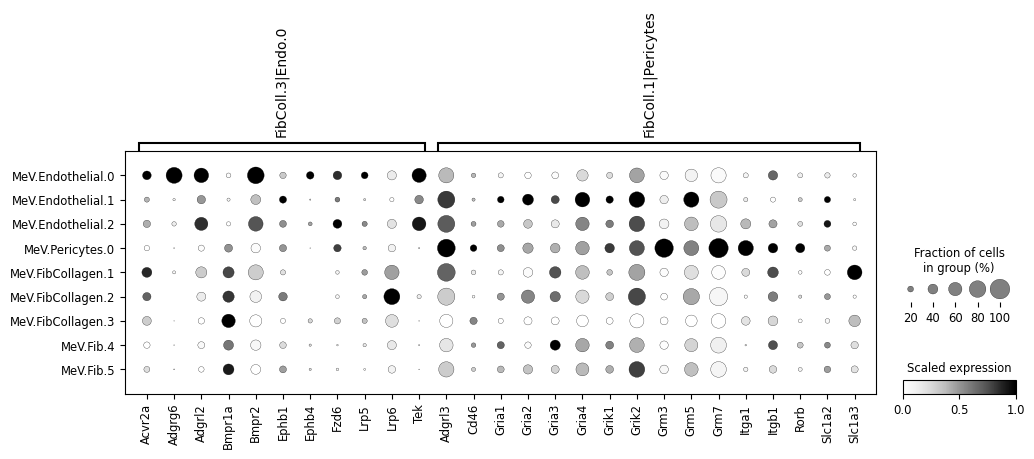 FibColl.3|Endo.0
FibColl.1|Pericytes
MeV.Endothelial.0
MeV.Endothelial.1
MeV.Endothelial.2
MeV.Pericytes.0
MeV.FibCollagen.1
MeV.FibCollagen.2
MeV.FibCollagen.3
MeV.Fib.4
MeV.Fib.5
Acvr2a
Adgrg6
Adgrl2
Bmpr1a
Bmpr2
Ephb1
Ephb4
Fzd6
Lrp5
Lrp6
Tek
Adgrl3
Cd46
Gria1
Gria2
Gria3
Gria4
Grik1
Grik2
Grm3
Grm5
Grm7
Itga1
Itgb1
Rorb
Slc1a2
Slc1a3
Fraction of cells
in group (%)
20 40 60 80 100
Scaled expression
0.0 0.5 1.0